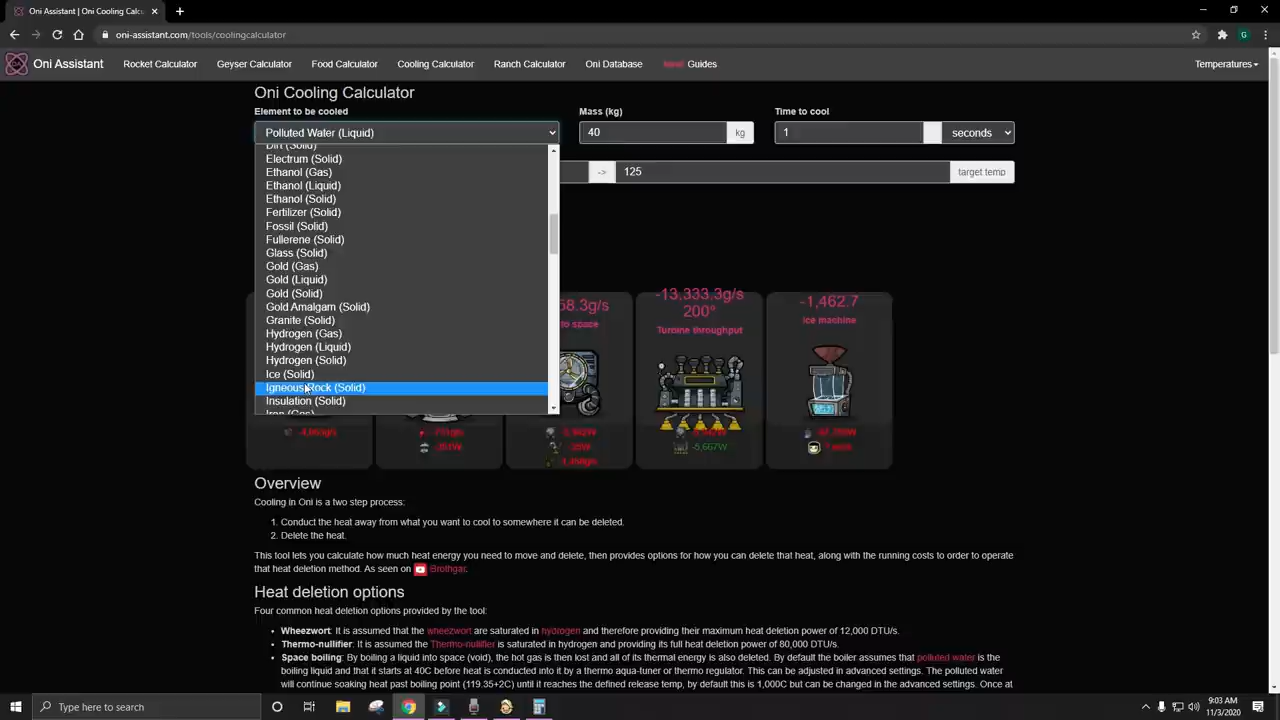 Oni Assistant | Oni Cooling Calcu
oni-assistant.com/tools/coolingcalculator
G
Oni Assistant
Rocket Calculator
Geyser Calculator
Food Calculator
Cooling Calculator
Ranch Calculator
Oni Database
New! Guides
Temperatures
Oni Cooling Calculator
Element to be cooled
Mass (kg)
Time to cool
Polluted Water (Liquid)
40
kg
1
seconds
->
125
target temp
Dirt (Solid)
Electrum (Solid)
Ethanol (Gas)
Ethanol (Liquid)
Ethanol (Solid)
Fertilizer (Solid)
Fossil (Solid)
Fullerene (Solid)
Glass (Solid)
Gold (Gas)
Gold (Liquid)
Gold (Solid)
Gold Amalgam (Solid)
Granite (Solid)
Hydrogen (Gas)
Hydrogen (Liquid)
Hydrogen (Solid)
Ice (Solid)
Igneous Rock (Solid)
Insulation (Solid)
Iron (Gas)
58.3g/s
to space
-13,333.3g/s
200°
Turbine throughput
-1,462.7
Ice machine
-5,667W
Overview
Cooling in Oni is a two step process:
1. Conduct the heat away from what you want to cool to somewhere it can be deleted.
2. Delete the heat.
This tool lets you calculate how much heat energy you need to move and delete, then provides options for how you can delete that heat, along with the running costs to order to operate
that heat deletion method. As seen on Brothgar.
Heat deletion options
Four common heat deletion options provided by the tool:
Wheezwort: It is assumed that the wheezwort are saturated in hydrogen and therefore providing their maximum heat deletion power of 12,000 DTU/s.
Thermo-nullifier: It is assumed the Thermo-nullifier is saturated in hydrogen and providing its full heat deletion power of 80,000 DTU/s.
Space boiling: By boiling a liquid into space (void), the hot gas is then lost and all of its thermal energy is also deleted. By default the boiler assumes that polluted water is the
boiling liquid and that it starts at 40C before heat is conducted into it by a thermo aqua-tuner or thermo regulator. This can be adjusted in advanced settings. The polluted water
will continue soaking heat past boiling point (119.35+2C) until it reaches the defined release temp, by default this is 1,000C but can be changed in the advanced settings. Once at
Type here to search
9:03 AM
11/3/2020